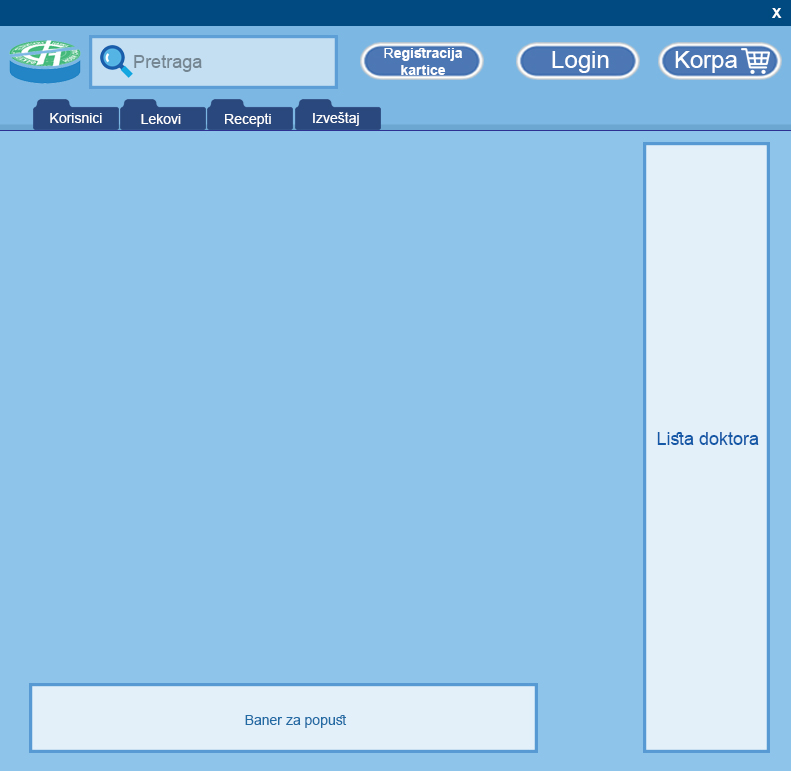 X
Pretraga
Registracija
kartice
Login
Korpa
Korisnici
Lekovi
Recepti
Izveštaj
Lista doktora
Baner za popust